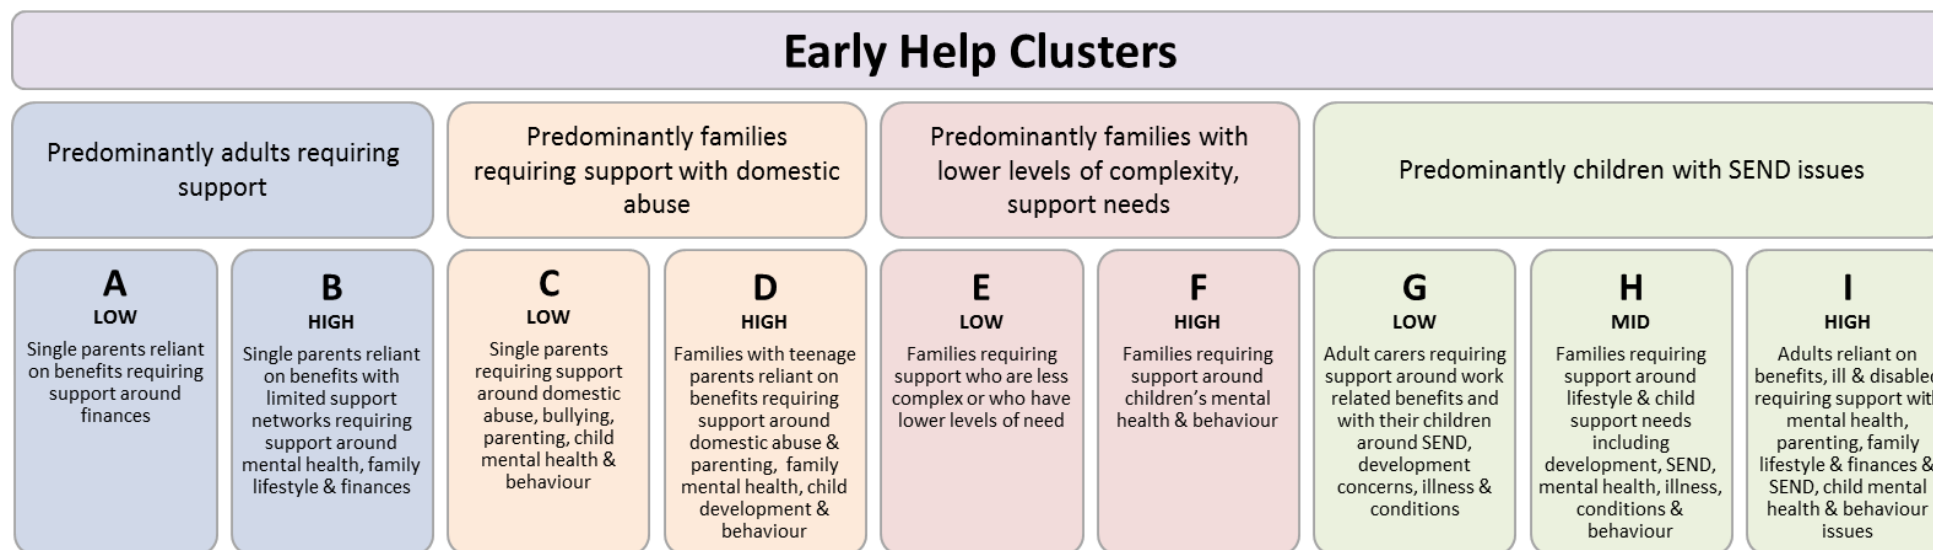 Early Help Clusters
Predominantly adults requiring
support
Predominantly families
requiring support with domestic
abuse
Predominantly families with
lower levels of complexity,
support needs
Predominantly children with SEND issues
A
LOW
Single parents reliant
on benefits requiring
support around
finances
B
HIGH
Single parents reliant
on benefits with
limited support
networks requiring
support around
mental health, family
lifestyle & finances
C
LOW
Single parents
requiring support
around domestic
abuse, bullying,
parenting, child
mental health &
behaviour
D
HIGH
Families with teenage
parents reliant on
benefits requiring
support around
domestic abuse &
parenting, family
mental health, child
development &
behaviour
E
LOW
Families requiring
support who are less
complex or who have
lower levels of need
F
HIGH
Families requiring
support around
children's mental
health & behaviour
G
LOW
Adult carers requiring
support around work
related benefits and
with their children
around SEND,
development
concerns, illness &
conditions
H
MID
Families requiring
support around
lifestyle & child
support needs
including
development, SEND,
mental health, illness,
conditions &
behaviour
I
HIGH
Adults reliant on
benefits, ill & disabled
requiring support with
mental health,
parenting, family
lifestyle & finances &
SEND, child mental
health & behaviour
issues